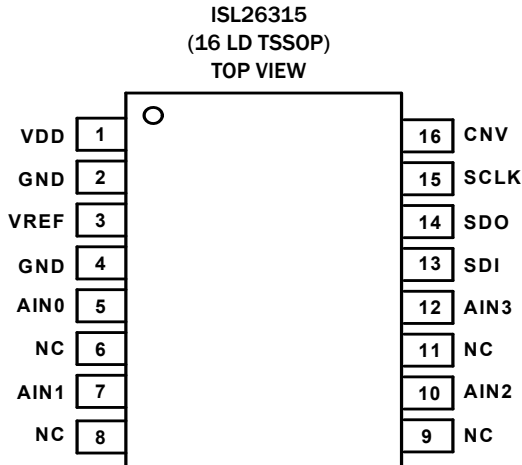 ISL26315
(16 LD TSSOP)
TOP VIEW
VDD 1 16 CNV
GND 2 15 SCLK
VREF 3 14 SDO
GND 4 13 SDI
AIN0 5 12 AIN3
NC 6 11 NC
AIN1 7 10 AIN2
NC 8 9 NC